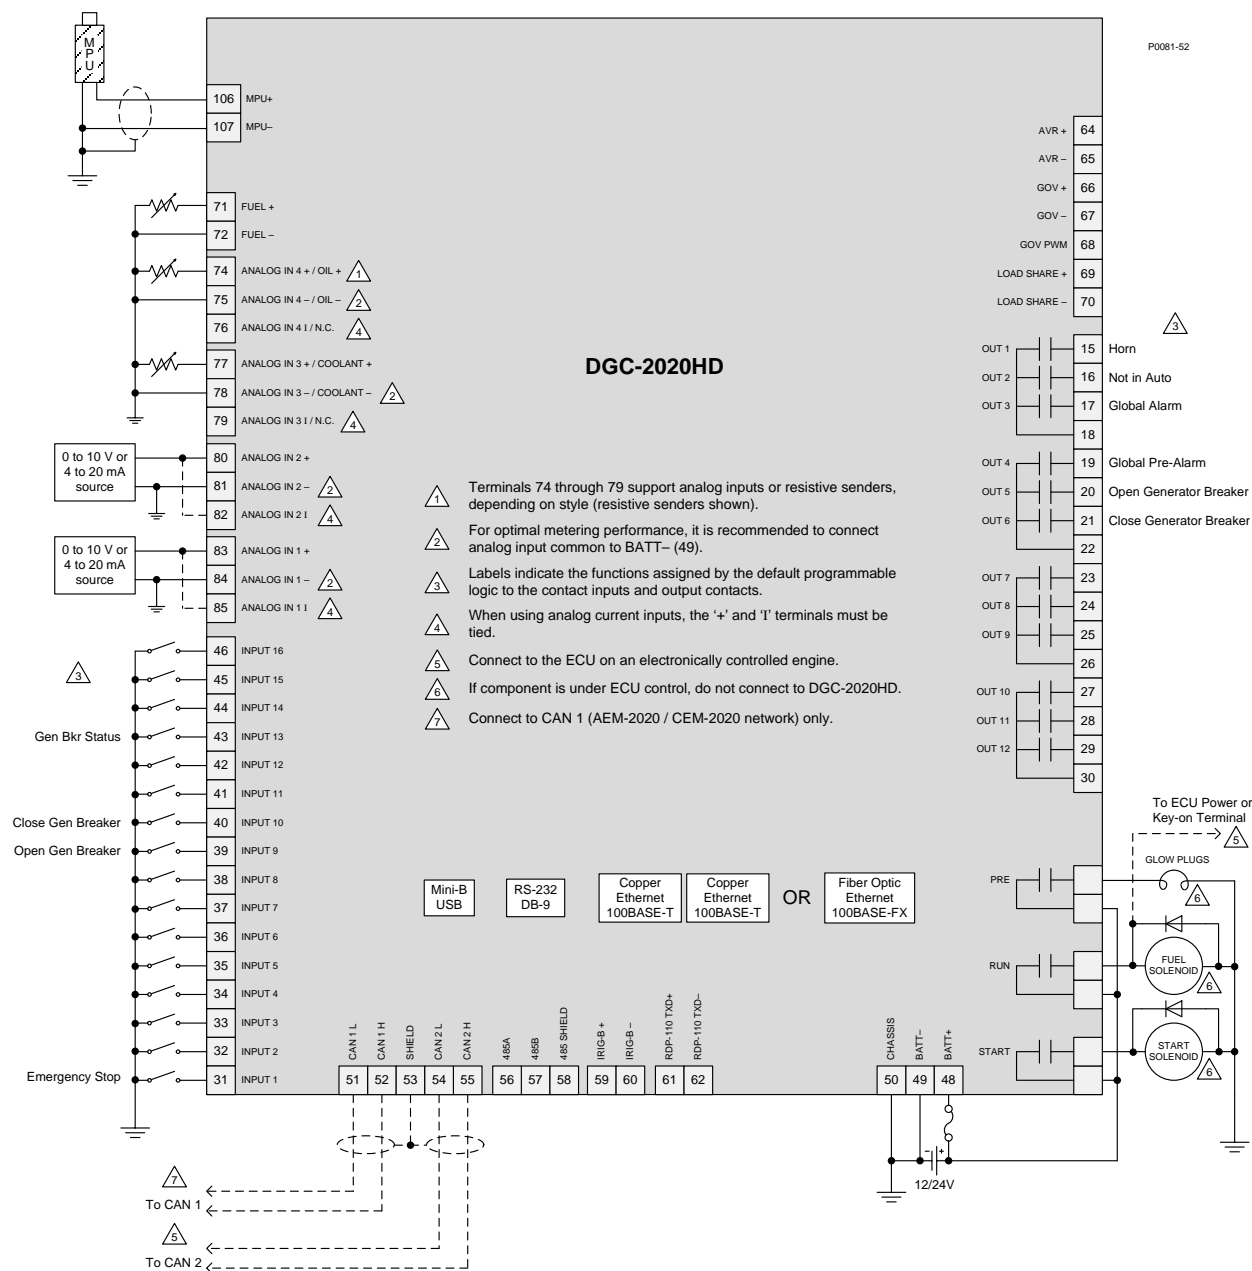 P0081-52
MPU
106 MPU+
107 MPU–
71 FUEL +
72 FUEL –
74 ANALOG IN 4 + / OIL + 1
75 ANALOG IN 4 – / OIL – 2
76 ANALOG IN 4 I / N.C. 4
77 ANALOG IN 3 + / COOLANT +
78 ANALOG IN 3 – / COOLANT – 2
79 ANALOG IN 3 I / N.C. 4
0 to 10 V or
4 to 20 mA
source
80 ANALOG IN 2 +
81 ANALOG IN 2 – 2
82 ANALOG IN 2 I 4
0 to 10 V or
4 to 20 mA
source
83 ANALOG IN 1 +
84 ANALOG IN 1 – 2
85 ANALOG IN 1 I 4
3
46 INPUT 16
45 INPUT 15
44 INPUT 14
Gen Bkr Status 43 INPUT 13
42 INPUT 12
41 INPUT 11
Close Gen Breaker 40 INPUT 10
Open Gen Breaker 39 INPUT 9
38 INPUT 8
37 INPUT 7
36 INPUT 6
35 INPUT 5
34 INPUT 4
33 INPUT 3
32 INPUT 2
Emergency Stop 31 INPUT 1
DGC-2020HD
1 Terminals 74 through 79 support analog inputs or resistive senders,
depending on style (resistive senders shown).
2 For optimal metering performance, it is recommended to connect
analog input common to BATT– (49).
3 Labels indicate the functions assigned by the default programmable
logic to the contact inputs and output contacts.
4 When using analog current inputs, the '+' and 'I' terminals must be
tied.
5 Connect to the ECU on an electronically controlled engine.
6 If component is under ECU control, do not connect to DGC-2020HD.
7 Connect to CAN 1 (AEM-2020 / CEM-2020 network) only.
Mini-B
USB
RS-232
DB-9
Copper
Ethernet
100BASE-T
Copper
Ethernet
100BASE-T
OR
Fiber Optic
Ethernet
100BASE-FX
AVR + 64
AVR – 65
GOV + 66
GOV – 67
GOV PWM 68
LOAD SHARE + 69
LOAD SHARE – 70
3
OUT 1 15 Horn
OUT 2 16 Not in Auto
OUT 3 17 Global Alarm
18
OUT 4 19 Global Pre-Alarm
OUT 5 20 Open Generator Breaker
OUT 6 21 Close Generator Breaker
22
OUT 7 23
OUT 8 24
OUT 9 25
26
OUT 10 27
OUT 11 28
OUT 12 29
30
To ECU Power or
Key-on Terminal
5
GLOW PLUGS
6
PRE
RUN
FUEL
SOLENOID
6
START
START
SOLENOID
6
CAN 1 L
CAN 1 H
SHIELD
CAN 2 L
CAN 2 H
485A
485B
485 SHIELD
IRIG-B +
IRIG-B –
RDP-110 TXD+
RDP-110 TXD–
CHASSIS
BATT–
BATT+
51 52 53 54 55 56 57 58 59 60 61 62 50 49 48
- +
12/24V
7
To CAN 1
5
To CAN 2